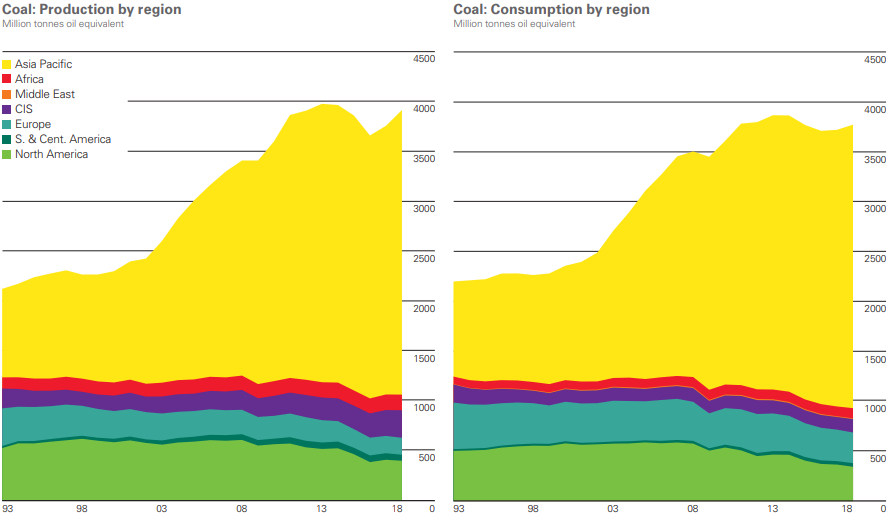 Coal: Production by region
Million tonnes oil equivalent
4500
Asia Pacific
Africa
Middle East
CIS
Europe
S. & Cent. America
North America
4000
3500
3000
2500
2000
1500
1000
500
93 98 03 08 13 18 0
Coal: Consumption by region
Million tonnes oil equivalent
4500
4000
3500
3000
2500
2000
1500
1000
500
93 98 03 08 13 18 0